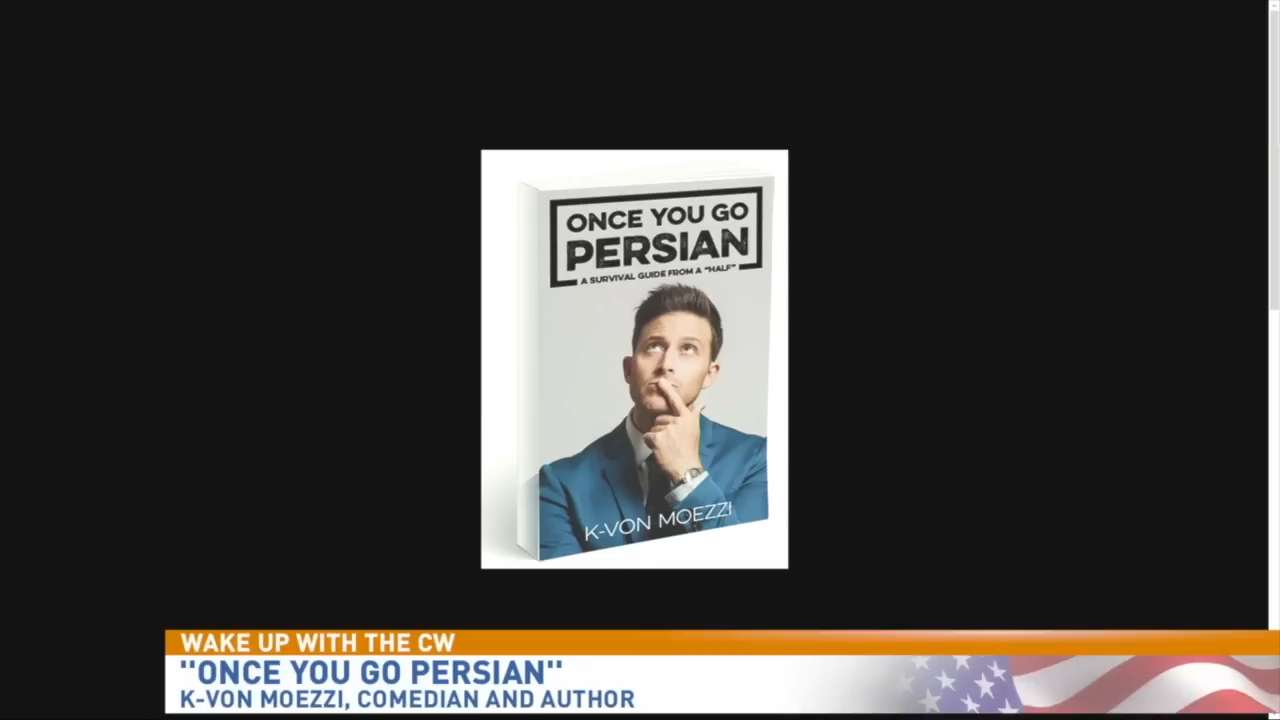 ONCE YOU GO
PERSIAN
A SURVIVAL GUIDE FROM A "HALF"
K-VON MOEZZI
WAKE UP WITH THE CW
"ONCE YOU GO PERSIAN"
K-VON MOEZZI, COMEDIAN AND AUTHOR